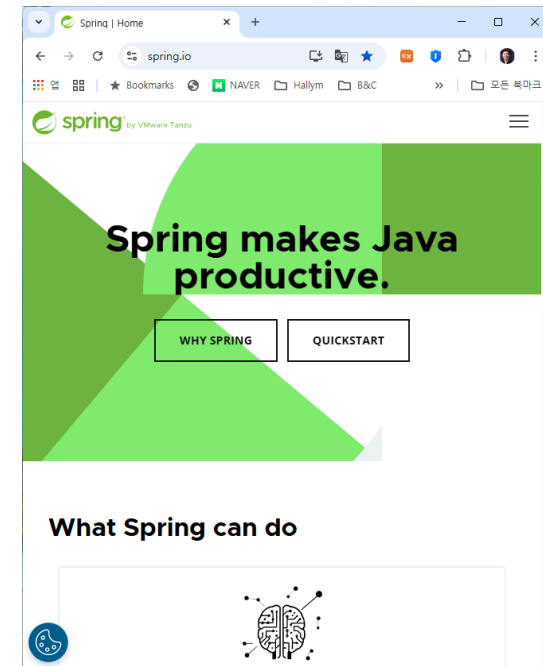 Spring | Home
spring.io
앱
Bookmarks
NAVER
Hallym
B&C
»
모든 북마크
spring by VMware Tanzu
Spring makes Java
productive.
WHY SPRING
QUICKSTART
What Spring can do